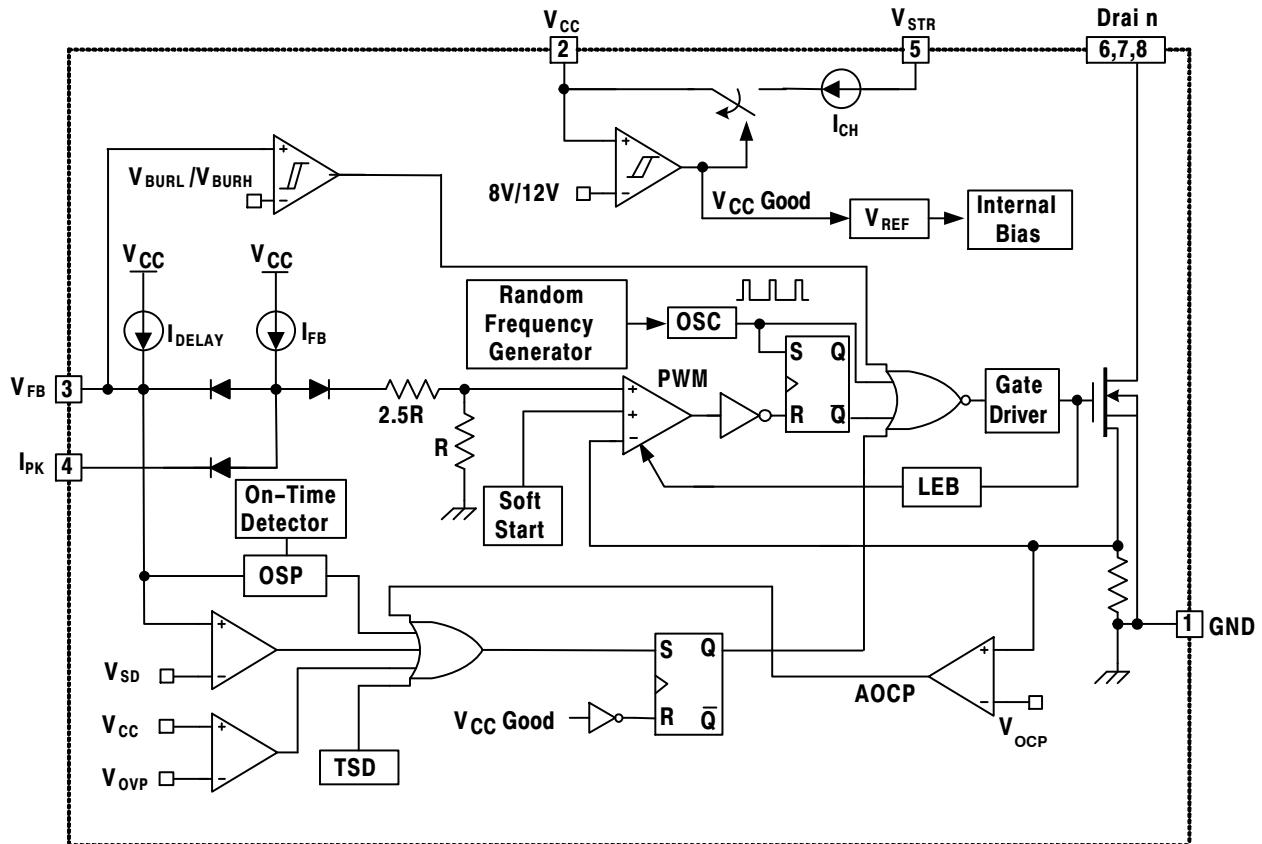 VCC
VSTR
Drai n
2
5
6,7,8
ICH
VBURL /VBURH
+
−
+
−
8V/12V
VCC Good
VREF
Internal
Bias
VCC
VCC
IDELAY
IFB
Random
Frequency
Generator
OSC
S Q
R Q̅
VFB 3
2.5R
R
PWM
+
+
−
Gate
Driver
IPK 4
LEB
On−Time
Detector
Soft
Start
OSP
1 GND
+
−
VSD
S Q
R Q̅
AOCP
+
−
VOCP
VCC
+
−
VOVP
VCC Good
TSD